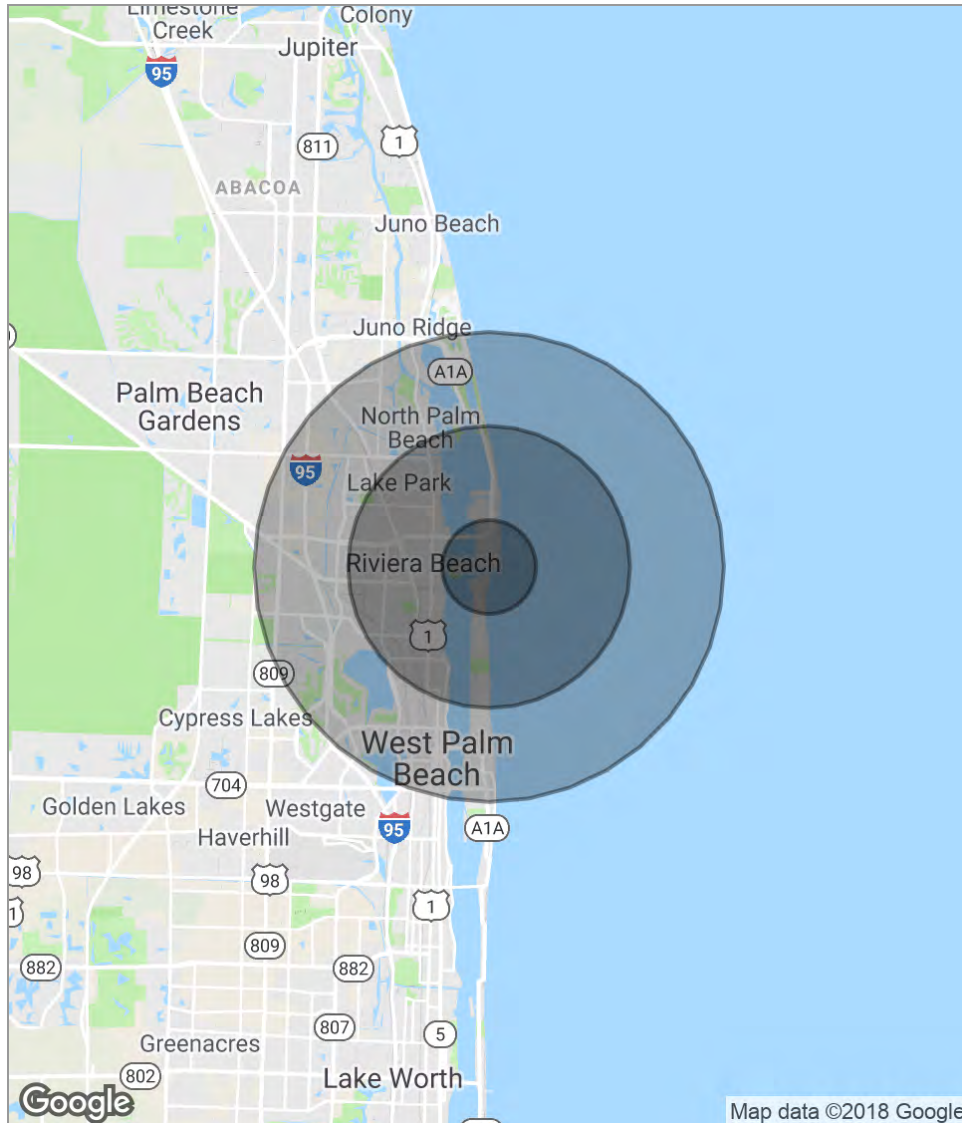 Limestone
Creek
Colony
Jupiter
95
811
1
ABACOA
Juno Beach
Juno Ridge
A1A
Palm Beach
Gardens
North Palm
Beach
95
Lake Park
Riviera Beach
1
809
Cypress Lakes
West Palm
Beach
704
Golden Lakes
Westgate
95
A1A
Haverhill
98
98
1
1
809
882
882
807
5
Greenacres
802
Lake Worth
Google
Map data ©2018 Google